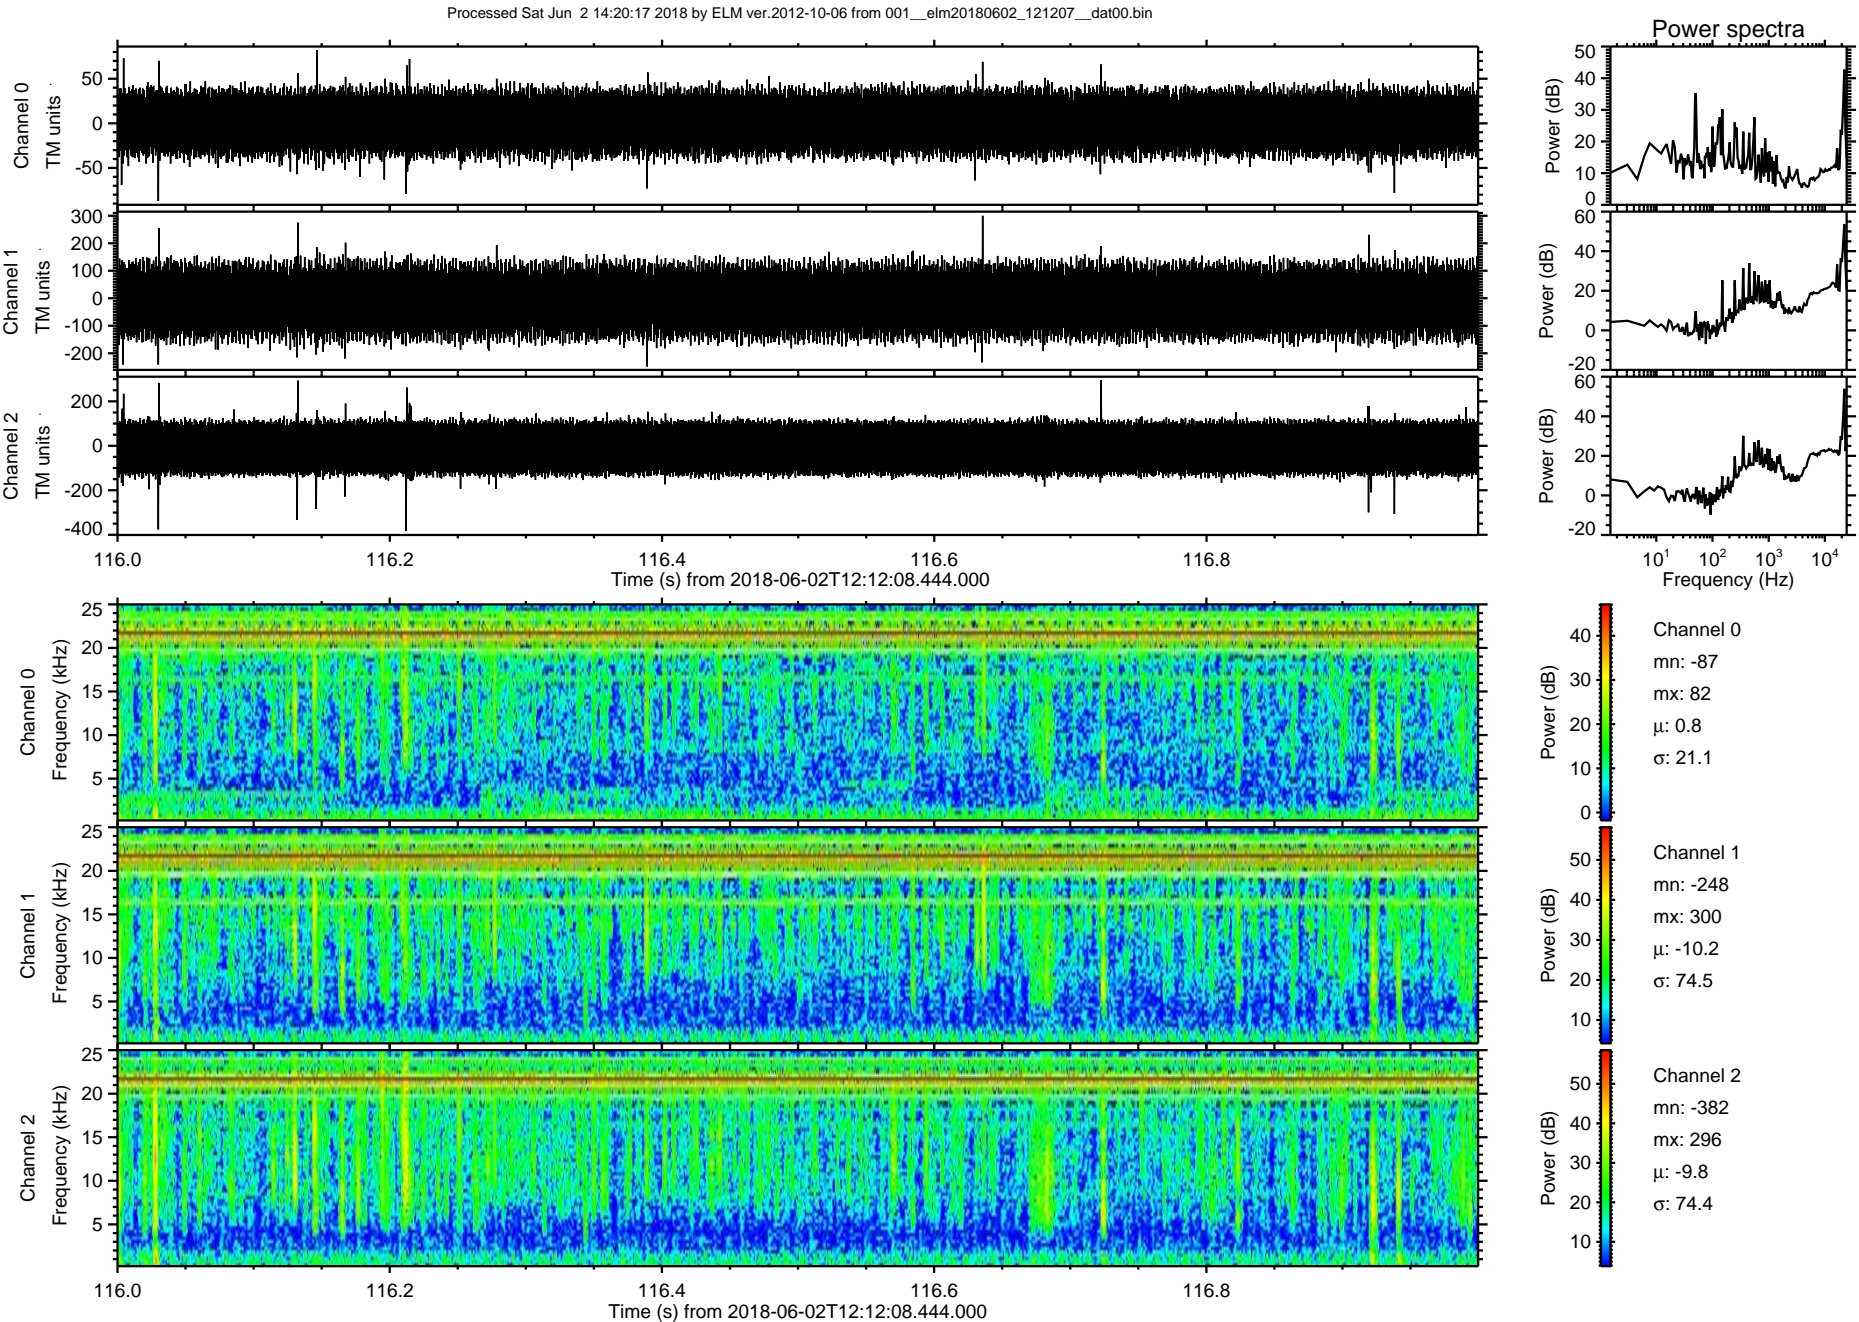 Processed Sat Jun  2 14:20:17 2018 by ELM ver.2012-10-06 from 001__elm20180602_121207__dat00.bin
Power spectra
Channel 0
TM units
50
0
-50
Power (dB)
50
40
30
20
10
0
Channel 1
TM units
300
200
100
0
-100
-200
Power (dB)
60
40
20
0
-20
Channel 2
TM units
200
0
-200
-400
Power (dB)
60
40
20
0
-20
116.0 116.2 116.4 116.6 116.8
Time (s) from 2018-06-02T12:12:08.444.000
10^1 10^2 10^3 10^4
Frequency (Hz)
Channel 0
Frequency (kHz)
25
20
15
10
5
Power (dB)
40
30
20
10
0
Channel 0
mn: -87
mx: 82
μ: 0.8
σ: 21.1
Channel 1
Frequency (kHz)
25
20
15
10
5
Power (dB)
50
40
30
20
10
Channel 1
mn: -248
mx: 300
μ: -10.2
σ: 74.5
Channel 2
Frequency (kHz)
25
20
15
10
5
Power (dB)
50
40
30
20
10
Channel 2
mn: -382
mx: 296
μ: -9.8
σ: 74.4
116.0 116.2 116.4 116.6 116.8
Time (s) from 2018-06-02T12:12:08.444.000